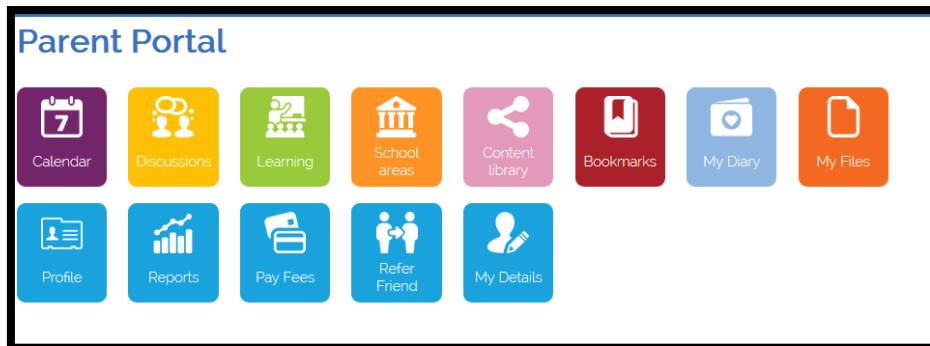 Parent Portal
7
Calendar
Discussions
Learning
School
areas
Content
library
Bookmarks
My Diary
My Files
Profile
Reports
Pay Fees
Refer
Friend
My Details